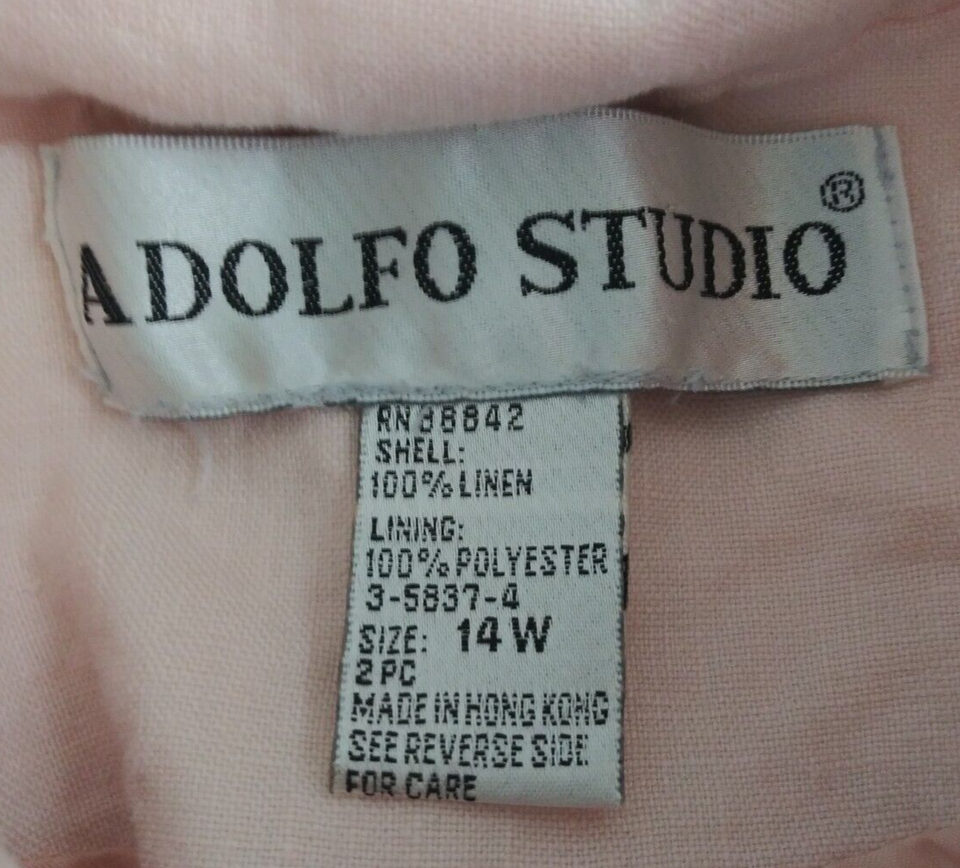 ADOLFO STUDIO®
RN 38842
SHELL:
100% LINEN
LINING:
100% POLYESTER
3-5837-4
SIZE: 14W
2 PC
MADE IN HONG KONG
SEE REVERSE SIDE
FOR CARE